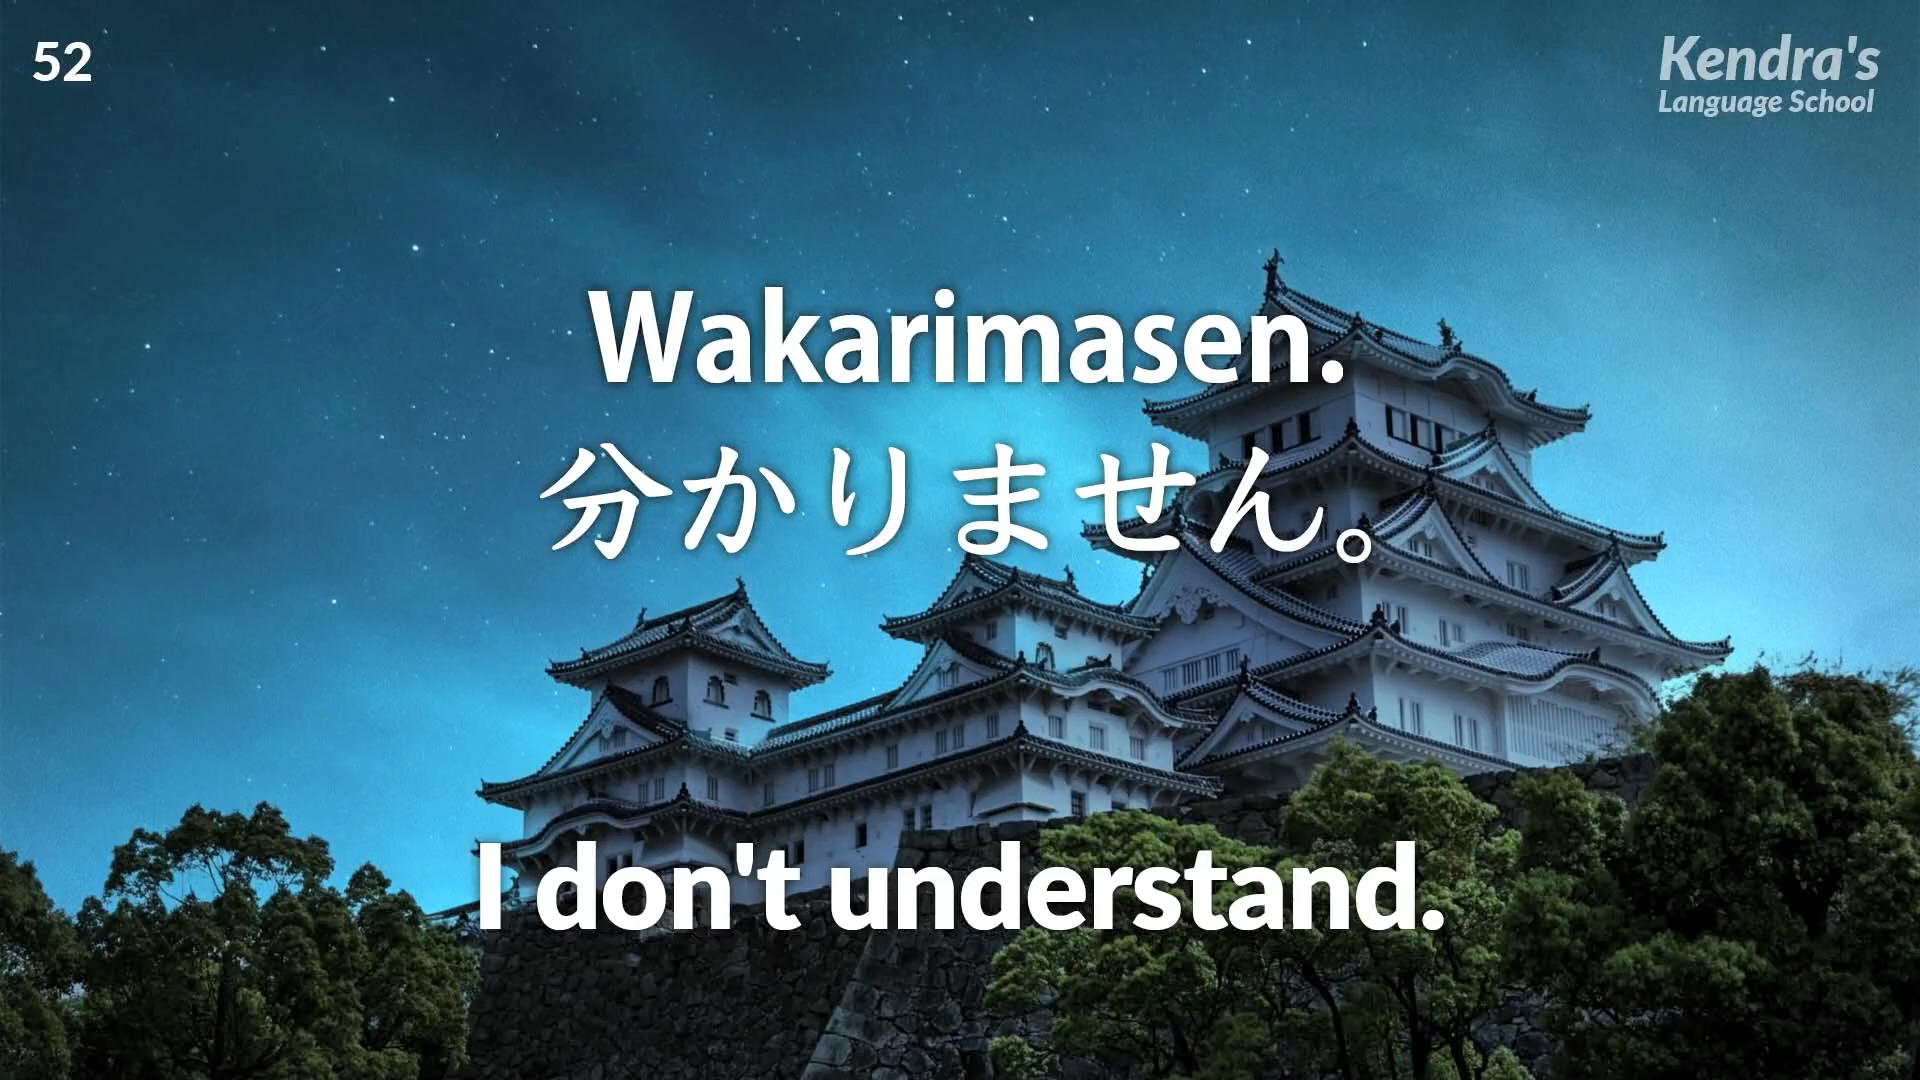 52
Kendra's
Language School
Wakarimasen.
分かりません。
I don't understand.